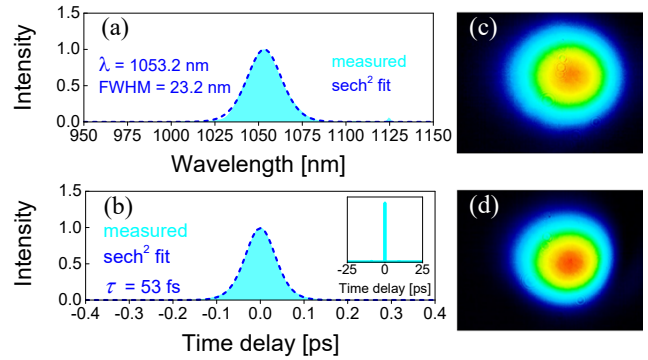 (a)
1.5
1.0
0.5
0.0
Intensity
λ = 1053.2 nm
FWHM = 23.2 nm
measured
sech² fit
950 975 1000 1025 1050 1075 1100 1125 1150
Wavelength [nm]
(c)
(b)
1.5
1.0
0.5
0.0
Intensity
measured
sech² fit
τ = 53 fs
-25 0 25
Time delay [ps]
-0.4 -0.3 -0.2 -0.1 0.0 0.1 0.2 0.3 0.4
Time delay [ps]
(d)